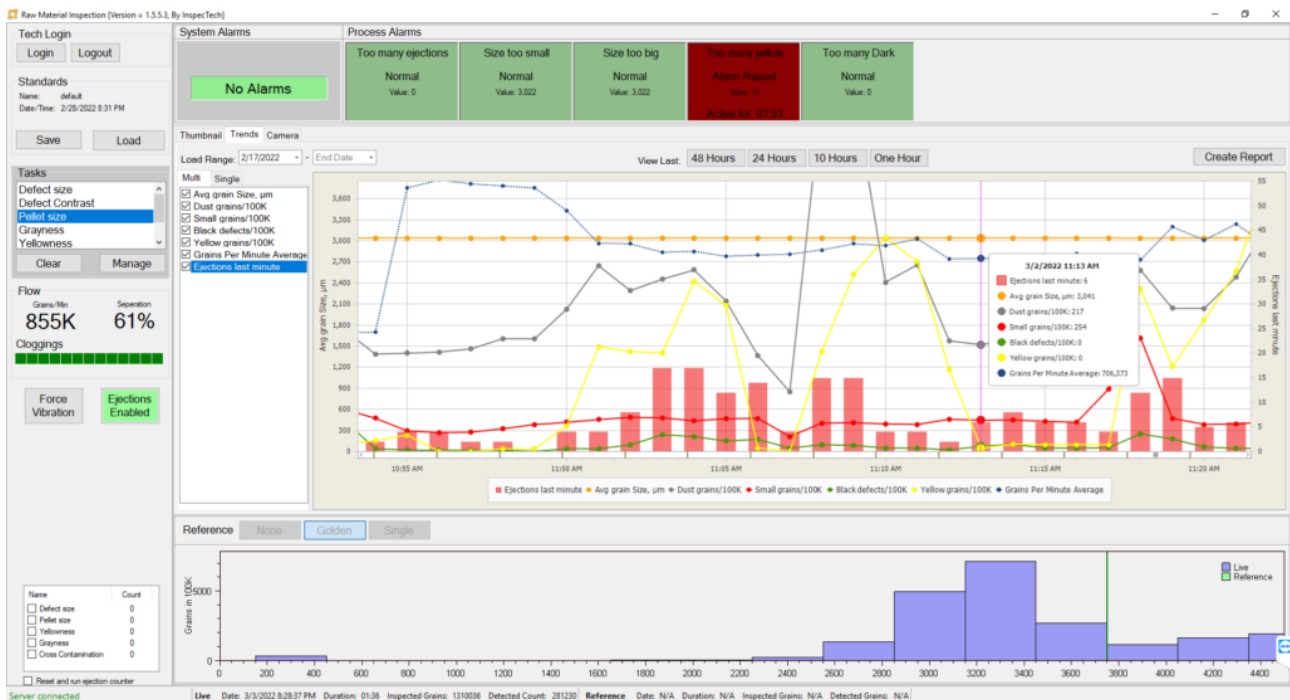 Raw Material Inspection [Version = 1.5.5.3, By InspecTech]
Tech Login
Login Logout
Standards
Name: default
Date/Time: 2/28/2022 8:31 PM
Save Load
Tasks
Defect size
Defect Contrast
Pellet size
Grayness
Yellowness
Clear Manage
Flow
Grains/Min Seperation
855K 61%
Cloggings
Force Vibration
Ejections Enabled
Name Count
Defect size 0
Pellet size 0
Yellowness 0
Grayness 0
Cross Contamination 0
Reset and run ejection counter
Server connected
System Alarms
No Alarms
Process Alarms
Too many ejections
Normal
Value: 0
Size too small
Normal
Value: 3,022
Size too big
Normal
Value: 3,022
Too many yellow
Alarm Raised
Value: 14
Active for: 07:53
Too many Dark
Normal
Value: 0
Thumbnail Trends Camera
Load Range: 2/17/2022 - End Date
View Last: 48 Hours 24 Hours 10 Hours One Hour
Create Report
Multi Single
Avg grain Size, µm
Dust grains/100K
Small grains/100K
Black defects/100K
Yellow grains/100K
Grains Per Minute Average
Ejections last minute
Avg grain Size, µm
3,600
3,300
3,000
2,700
2,400
2,100
1,800
1,500
1,200
900
600
300
0
10:55 AM 11:00 AM 11:05 AM 11:10 AM 11:15 AM 11:20 AM
55
50
45
40
35
30
25
20
15
10
5
0
Ejections last minute
3/2/2022 11:13 AM
Ejections last minute: 6
Avg grain Size, µm: 3,041
Dust grains/100K: 217
Small grains/100K: 254
Black defects/100K: 0
Yellow grains/100K: 0
Grains Per Minute Average: 706,373
Ejections last minute Avg grain Size, µm Dust grains/100K Small grains/100K Black defects/100K Yellow grains/100K Grains Per Minute Average
Reference None Golden Single
Grains in 100K
5000
0
Live
Reference
0 200 400 600 800 1000 1200 1400 1600 1800 2000 2200 2400 2600 2800 3000 3200 3400 3600 3800 4000 4200 4400
Live Date: 3/3/2022 8:28:37 PM Duration: 01:36 Inspected Grains: 1310036 Detected Count: 281230 Reference Date: N/A Duration: N/A Inspected Grains: N/A Detected Grains: N/A